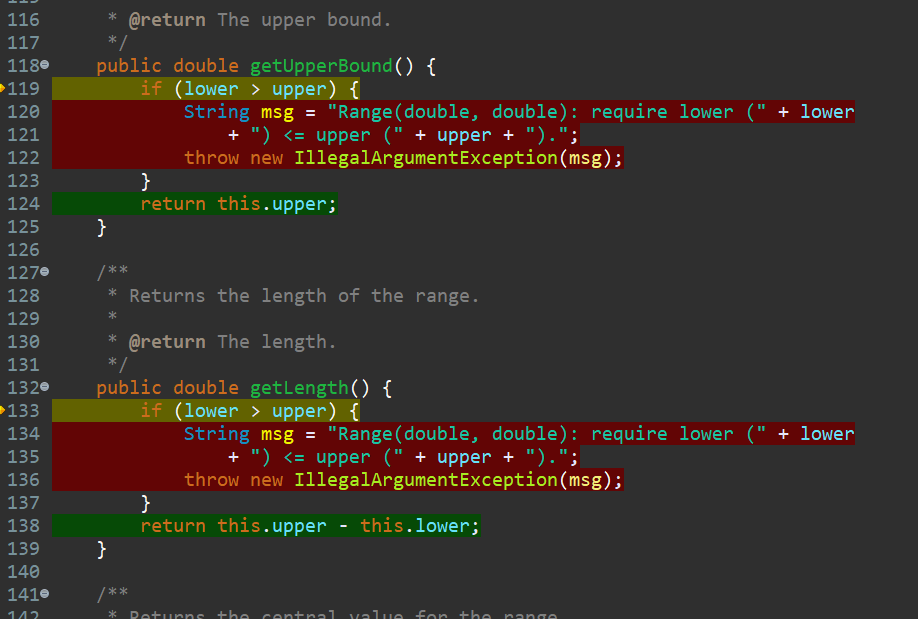 116 * @return The upper bound.
117 */
118 public double getUpperBound() {
119 if (lower > upper) {
120 String msg = "Range(double, double): require lower (" + lower
121 + ") <= upper (" + upper + ").";
122 throw new IllegalArgumentException(msg);
123 }
124 return this.upper;
125 }
126
127 /**
128 * Returns the length of the range.
129 *
130 * @return The length.
131 */
132 public double getLength() {
133 if (lower > upper) {
134 String msg = "Range(double, double): require lower (" + lower
135 + ") <= upper (" + upper + ").";
136 throw new IllegalArgumentException(msg);
137 }
138 return this.upper - this.lower;
139 }
140
141 /**
142 * Returns the central value for the range